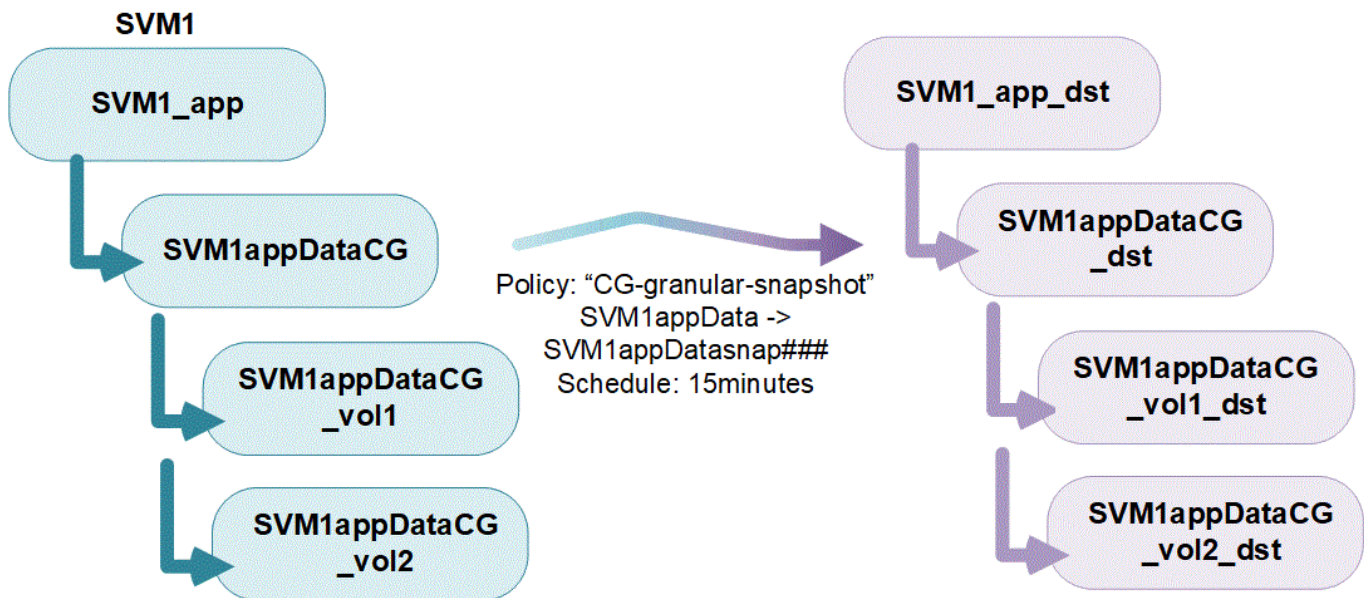 SVM1
SVM1_app
SVM1appDataCG
SVM1appDataCG
_vol1
SVM1appDataCG
_vol2
Policy: “CG-granular-snapshot”
SVM1appData ->
SVM1appDatasnap###
Schedule: 15minutes
SVM1_app_dst
SVM1appDataCG
_dst
SVM1appDataCG
_vol1_dst
SVM1appDataCG
_vol2_dst